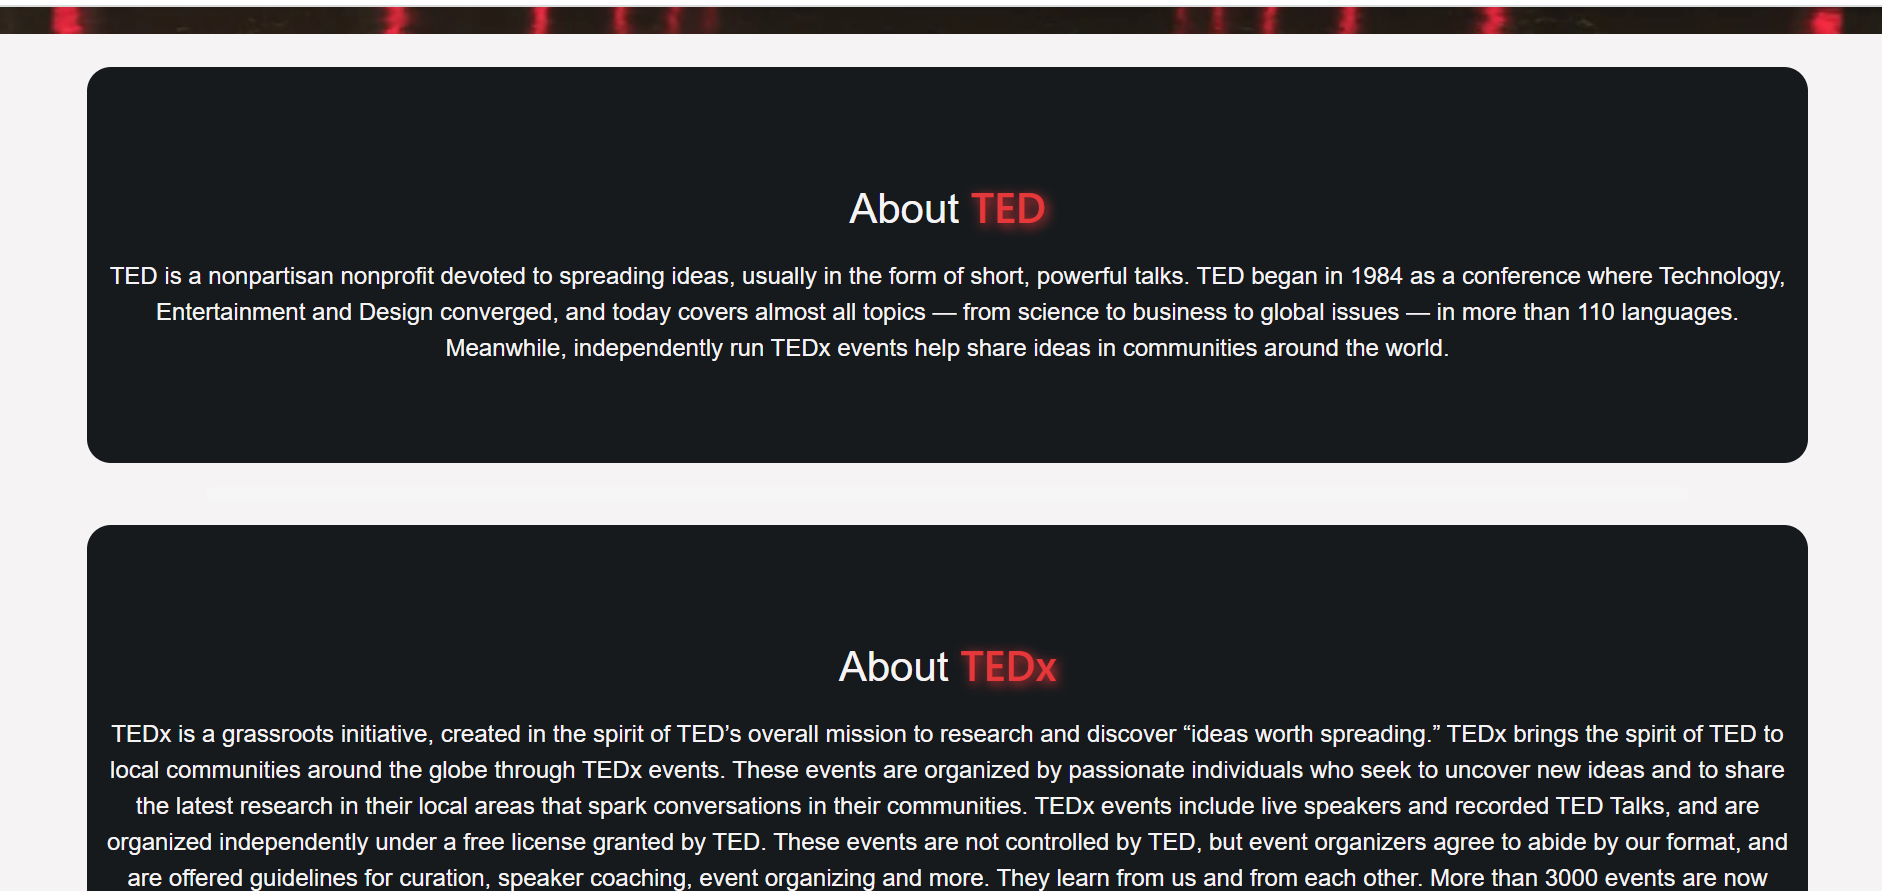 About TED
TED is a nonpartisan nonprofit devoted to spreading ideas, usually in the form of short, powerful talks. TED began in 1984 as a conference where Technology,
Entertainment and Design converged, and today covers almost all topics — from science to business to global issues — in more than 110 languages.
Meanwhile, independently run TEDx events help share ideas in communities around the world.
About TEDx
TEDx is a grassroots initiative, created in the spirit of TED’s overall mission to research and discover “ideas worth spreading.” TEDx brings the spirit of TED to
local communities around the globe through TEDx events. These events are organized by passionate individuals who seek to uncover new ideas and to share
the latest research in their local areas that spark conversations in their communities. TEDx events include live speakers and recorded TED Talks, and are
organized independently under a free license granted by TED. These events are not controlled by TED, but event organizers agree to abide by our format, and
are offered guidelines for curation, speaker coaching, event organizing and more. They learn from us and from each other. More than 3000 events are now